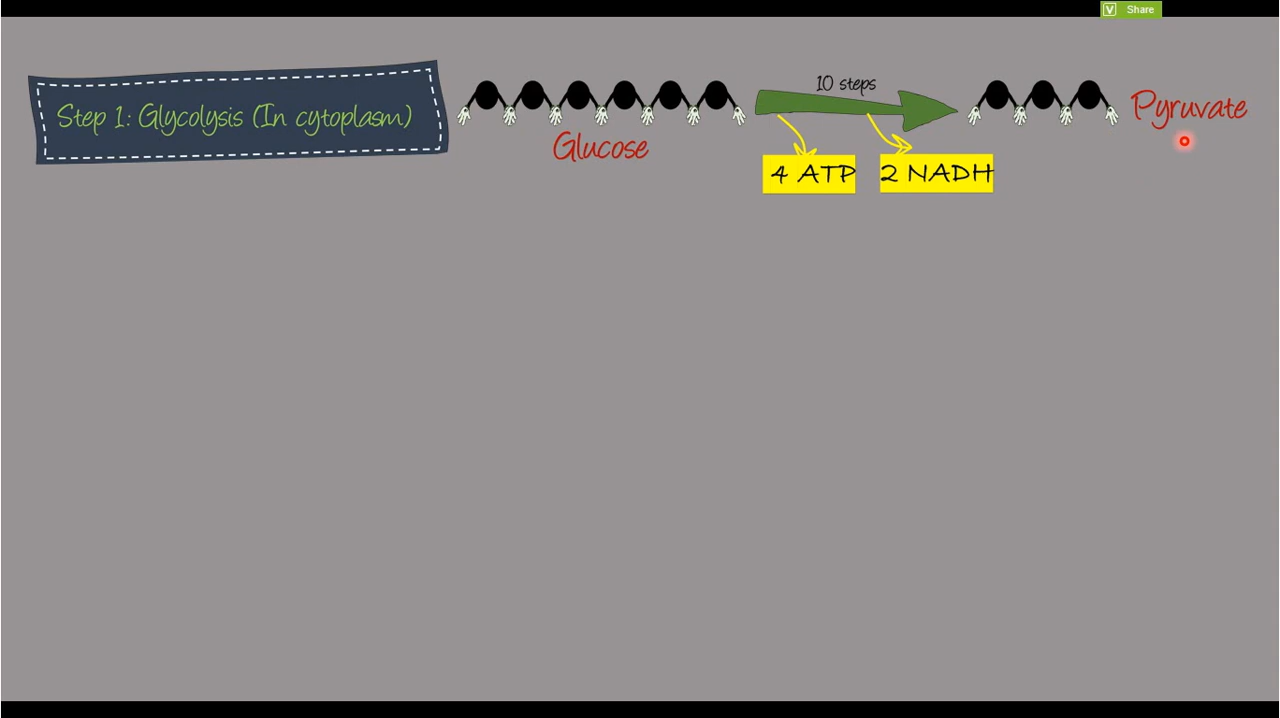 V Share
Step 1: Glycolysis (In cytoplasm)
10 steps
Pyruvate
Glucose
4 ATP
2 NADH